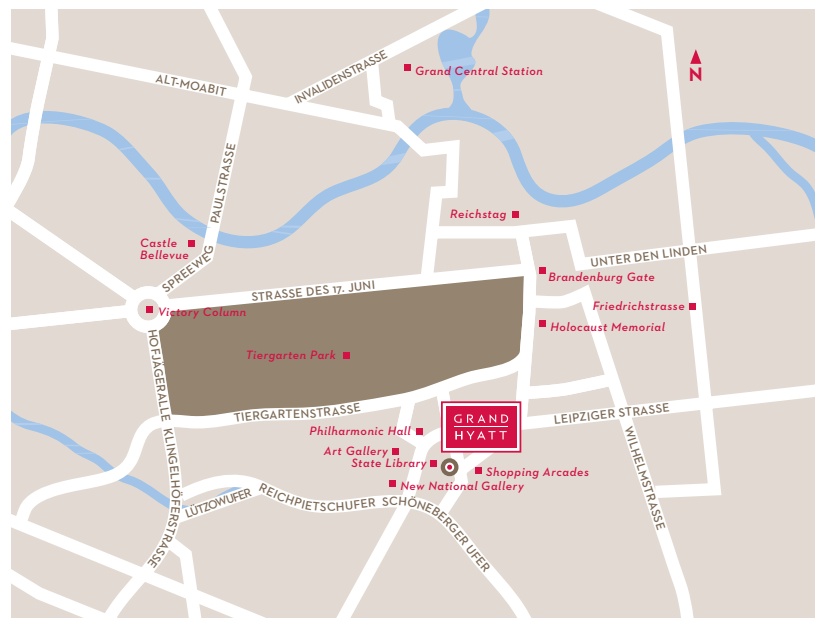 ALT-MOABIT
INVALIDENSTRASSE
Grand Central Station
N
PAULSTRASSE
Reichstag
Castle
Bellevue
SPREEWEG
UNTER DEN LINDEN
Brandenburg Gate
STRASSE DES 17. JUNI
Victory Column
Friedrichstrasse
Holocaust Memorial
HOFJÄGERALLE
Tiergarten Park
TIERGARTENSTRASSE
GRAND
HYATT
LEIPZIGER STRASSE
Philharmonic Hall
Art Gallery
State Library
Shopping Arcades
New National Gallery
KLINGELHÖFERSTRASSE
WILHELMSTRASSE
LÜTZOWUFER
REICHPIETSCHUFER
SCHÖNEBERGER UFER